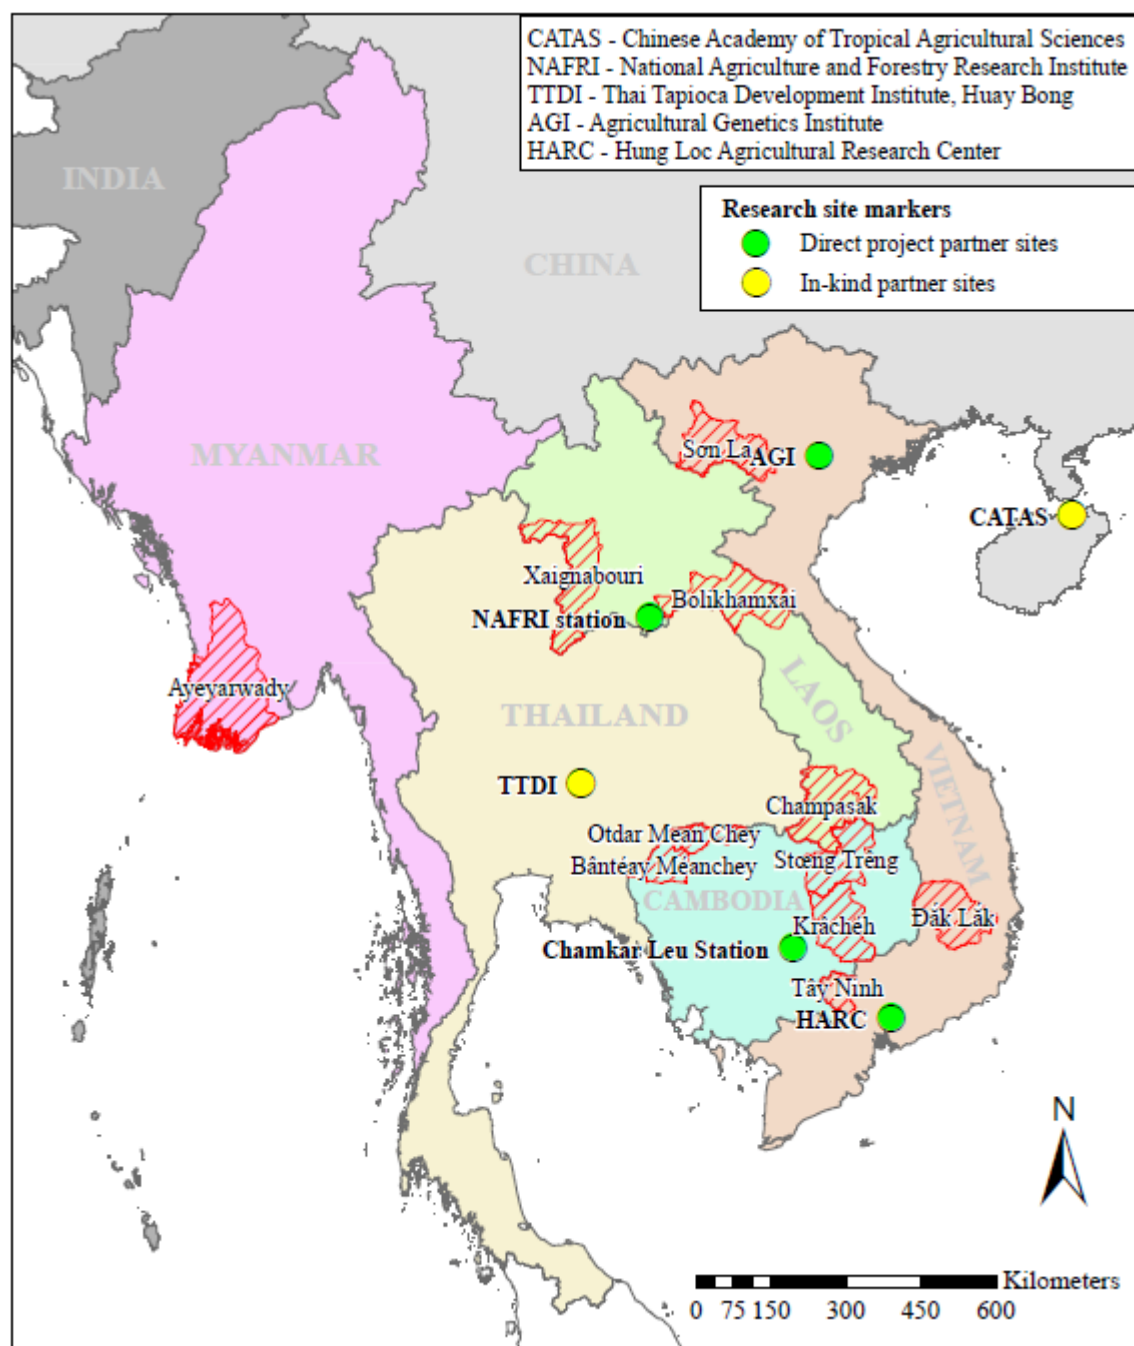 CATAS - Chinese Academy of Tropical Agricultural Sciences
NAFRI - National Agriculture and Forestry Research Institute
TTDI - Thai Tapioca Development Institute, Huay Bong
AGI - Agricultural Genetics Institute
HARC - Hung Loc Agricultural Research Center
INDIA
Research site markers
Direct project partner sites
In-kind partner sites
CHINA
MYANMAR
Sơn La
AGI
CATAS
Xaignabouri
Bolikhamxai
NAFRI station
LAOS
Ayeyarwady
THAILAND
VIETNAM
TTDI
Champasak
Otdar Mean Chey
Stœng Trêng
Bântéay Méanchey
CAMBODIA
Krâchéh
Đắk Lắk
Chamkar Leu Station
Tây Ninh
HARC
N
Kilometers
0 75 150 300 450 600